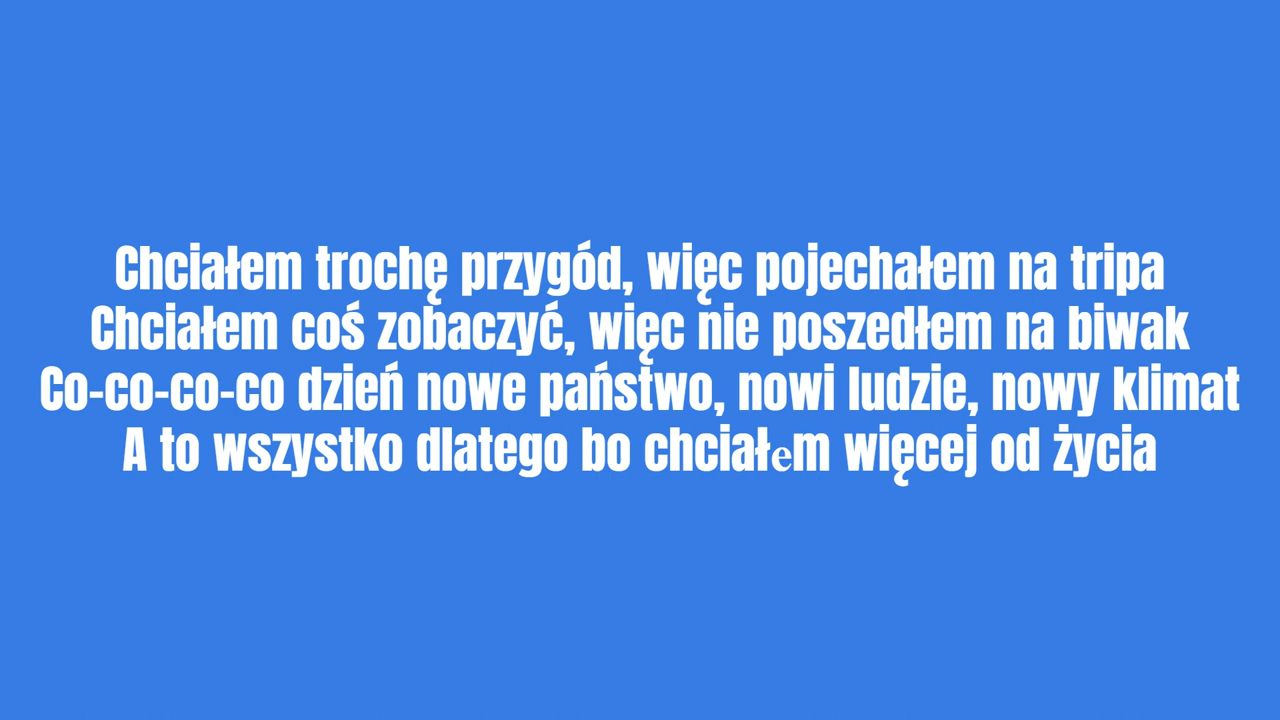 Chciałem trochę przygód, więc pojechałem na tripa
Chciałem coś zobaczyć, więc nie poszedłem na biwak
Co-co-co-co dzień nowe państwo, nowi ludzie, nowy klimat
A to wszystko dlatego bo chciałеm więcej od życia